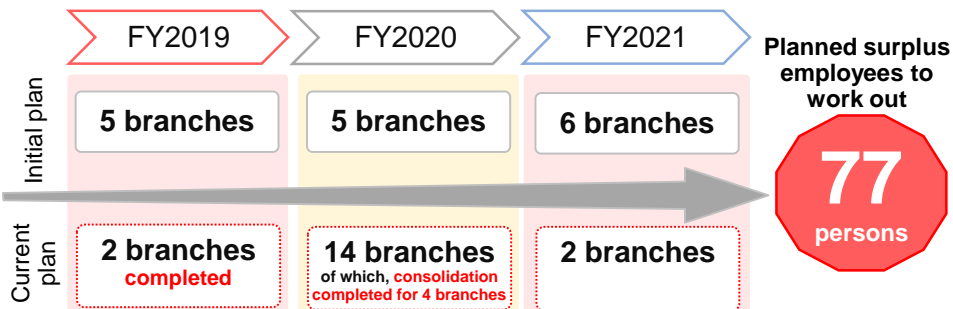 FY2019
FY2020
FY2021
Planned surplus
employees to
work out
Initial plan
5 branches
5 branches
6 branches
77
persons
Current
plan
2 branches
completed
14 branches
of which, consolidation
completed for 4 branches
2 branches